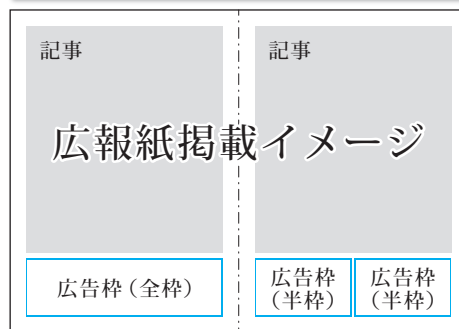 記事
記事
広報紙掲載イメージ
広告枠（全枠）
広告枠
（半枠）
広告枠
（半枠）